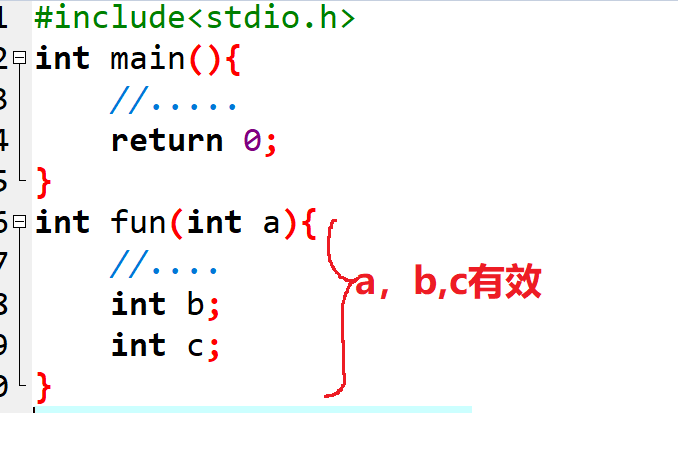 1 #include<stdio.h>
2 int main(){
3 //.....
4 return 0;
5 }
6 int fun(int a){
7 //....
8 int b;
9 int c;
0 }
a，b,c有效